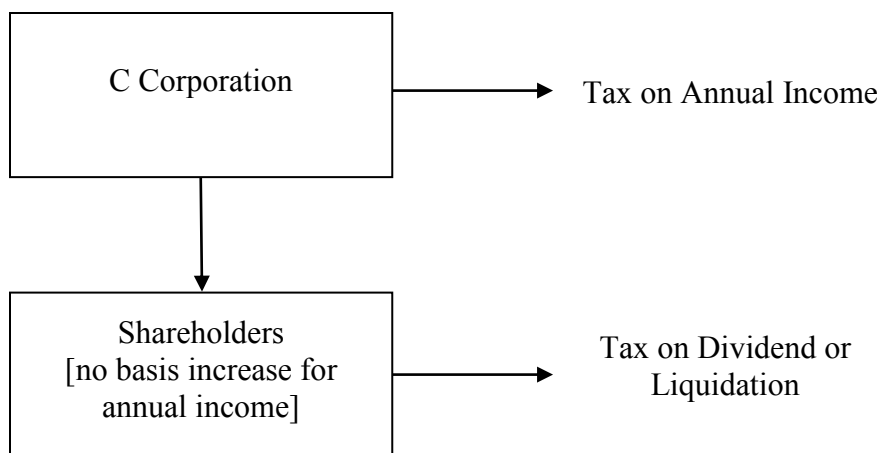 C Corporation
Tax on Annual Income
Shareholders
[no basis increase for
annual income]
Tax on Dividend or
Liquidation